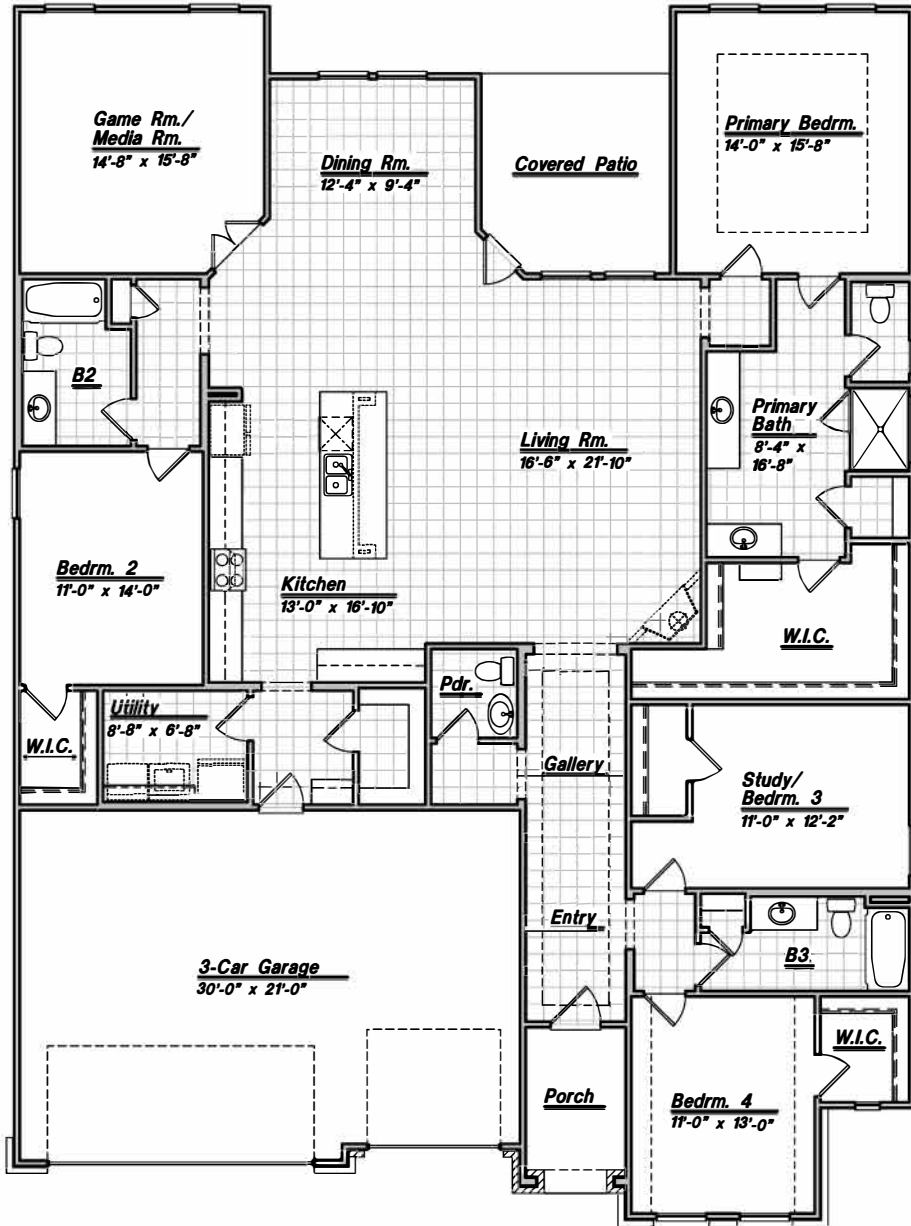 Game Rm./
Media Rm.
14'-8" x 15'-8"
Dining Rm.
12'-4" x 9'-4"
Covered Patio
Primary Bedrm.
14'-0" x 15'-8"
B2
Living Rm.
16'-6" x 21'-10"
Primary
Bath
8'-4" x
16'-8"
Bedrm. 2
11'-0" x 14'-0"
Kitchen
13'-0" x 16'-10"
W.I.C.
Pdr.
Utility
8'-8" x 6'-8"
W.I.C.
Gallery
Study/
Bedrm. 3
11'-0" x 12'-2"
Entry
B3.
3-Car Garage
30'-0" x 21'-0"
W.I.C.
Porch
Bedrm. 4
11'-0" x 13'-0"